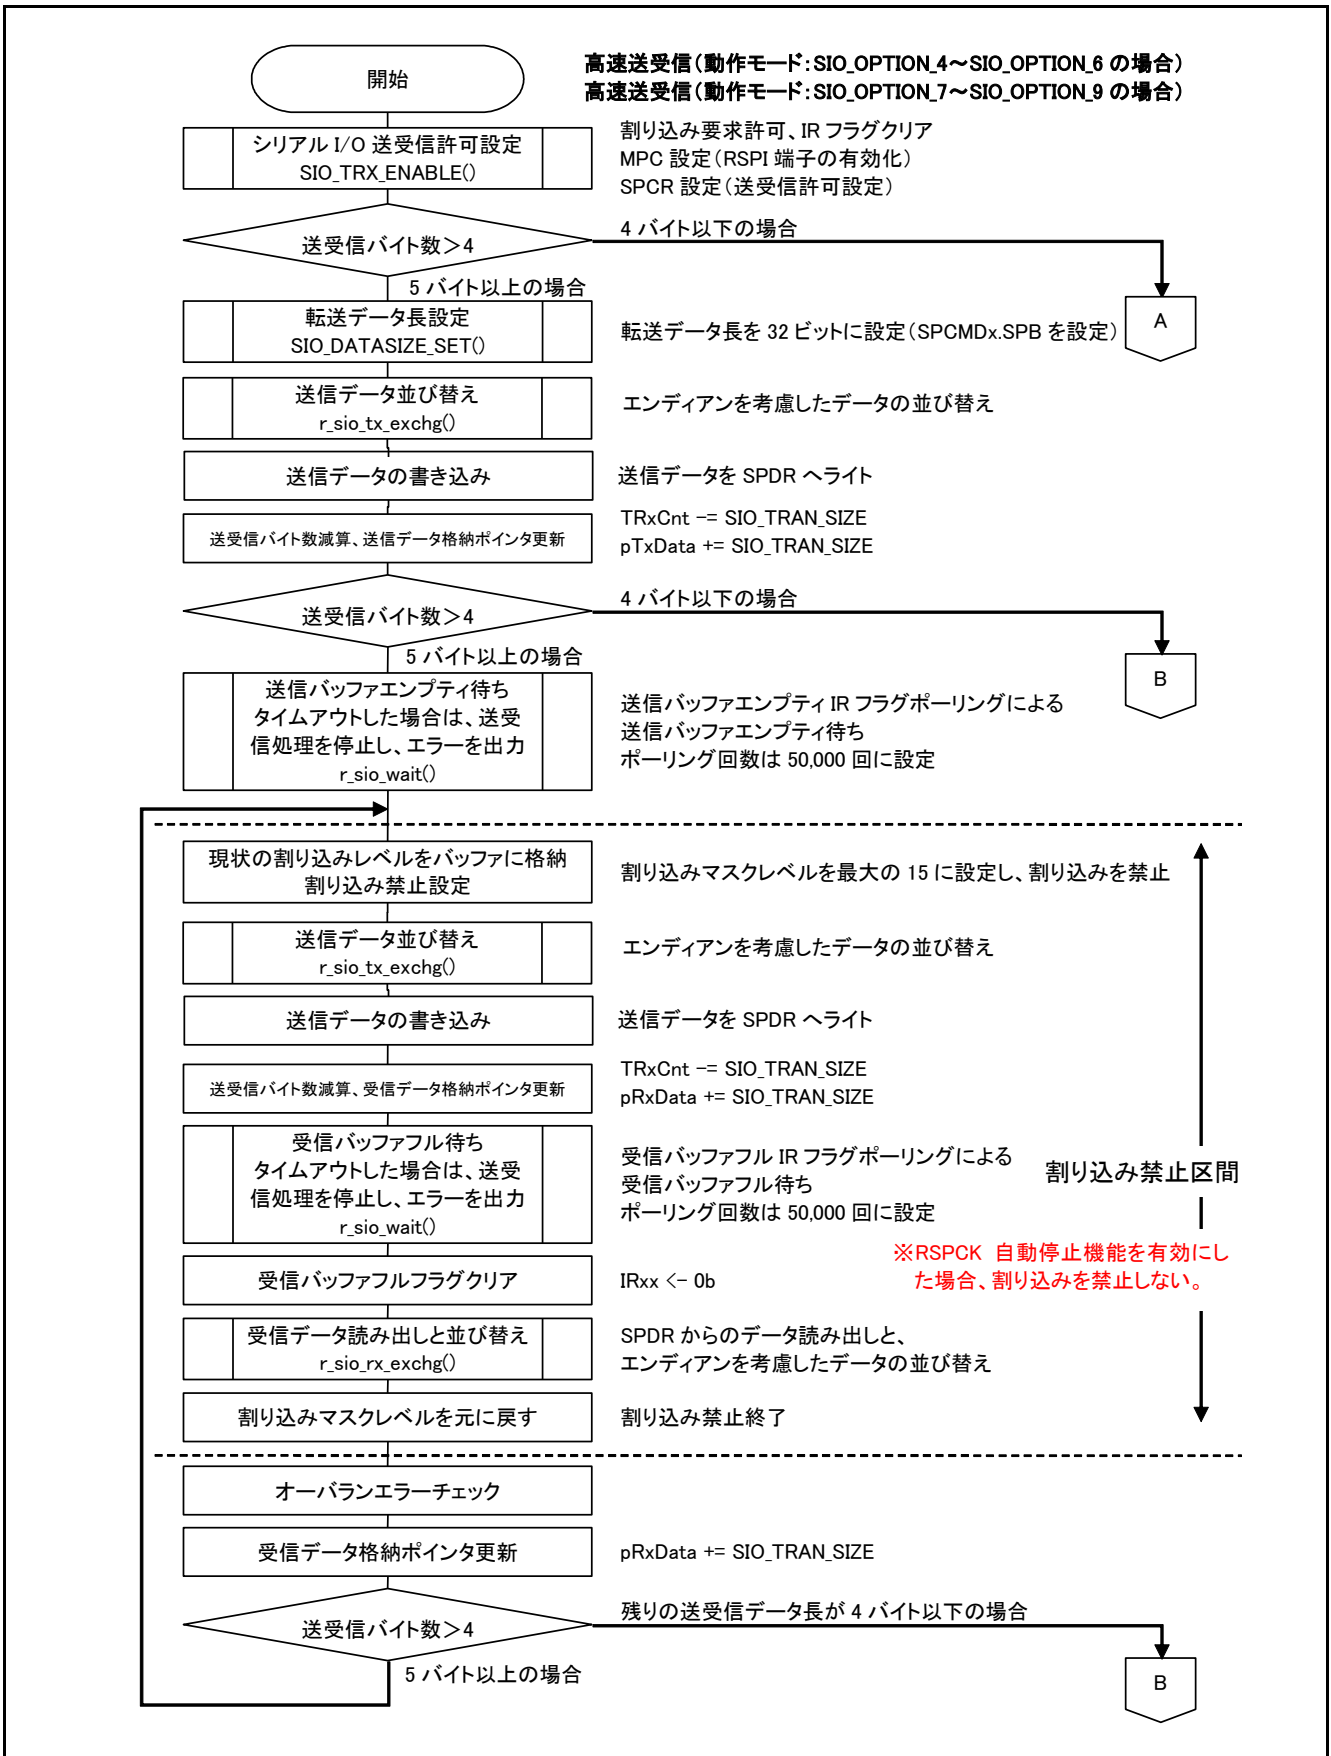 開始
高速送受信（動作モード：SIO_OPTION_4～SIO_OPTION_6 の場合）
高速送受信（動作モード：SIO_OPTION_7～SIO_OPTION_9 の場合）
シリアル I/O 送受信許可設定
SIO_TRX_ENABLE()
割り込み要求許可、IR フラグクリア
MPC 設定（RSPI 端子の有効化）
SPCR 設定（送受信許可設定）
送受信バイト数＞4
4 バイト以下の場合
A
5 バイト以上の場合
転送データ長設定
SIO_DATASIZE_SET()
転送データ長を 32 ビットに設定（SPCMDx.SPB を設定）
送信データ並び替え
r_sio_tx_exchg()
エンディアンを考慮したデータの並び替え
送信データの書き込み
送信データを SPDR へライト
送受信バイト数減算、送信データ格納ポインタ更新
TRxCnt -= SIO_TRAN_SIZE
pTxData += SIO_TRAN_SIZE
送受信バイト数＞4
4 バイト以下の場合
B
5 バイト以上の場合
送信バッファエンプティ待ち
タイムアウトした場合は、送受
信処理を停止し、エラーを出力
r_sio_wait()
送信バッファエンプティ IR フラグポーリングによる
送信バッファエンプティ待ち
ポーリング回数は 50,000 回に設定
現状の割り込みレベルをバッファに格納
割り込み禁止設定
割り込みマスクレベルを最大の 15 に設定し、割り込みを禁止
送信データ並び替え
r_sio_tx_exchg()
エンディアンを考慮したデータの並び替え
送信データの書き込み
送信データを SPDR へライト
送受信バイト数減算、受信データ格納ポインタ更新
TRxCnt -= SIO_TRAN_SIZE
pRxData += SIO_TRAN_SIZE
受信バッファフル待ち
タイムアウトした場合は、送受
信処理を停止し、エラーを出力
r_sio_wait()
受信バッファフル IR フラグポーリングによる
受信バッファフル待ち
ポーリング回数は 50,000 回に設定
割り込み禁止区間
※RSPCK 自動停止機能を有効にし
た場合、割り込みを禁止しない。
受信バッファフルフラグクリア
IRxx <- 0b
受信データ読み出しと並び替え
r_sio_rx_exchg()
SPDR からのデータ読み出しと、
エンディアンを考慮したデータの並び替え
割り込みマスクレベルを元に戻す
割り込み禁止終了
オーバランエラーチェック
受信データ格納ポインタ更新
pRxData += SIO_TRAN_SIZE
送受信バイト数＞4
残りの送受信データ長が 4 バイト以下の場合
5 バイト以上の場合
B